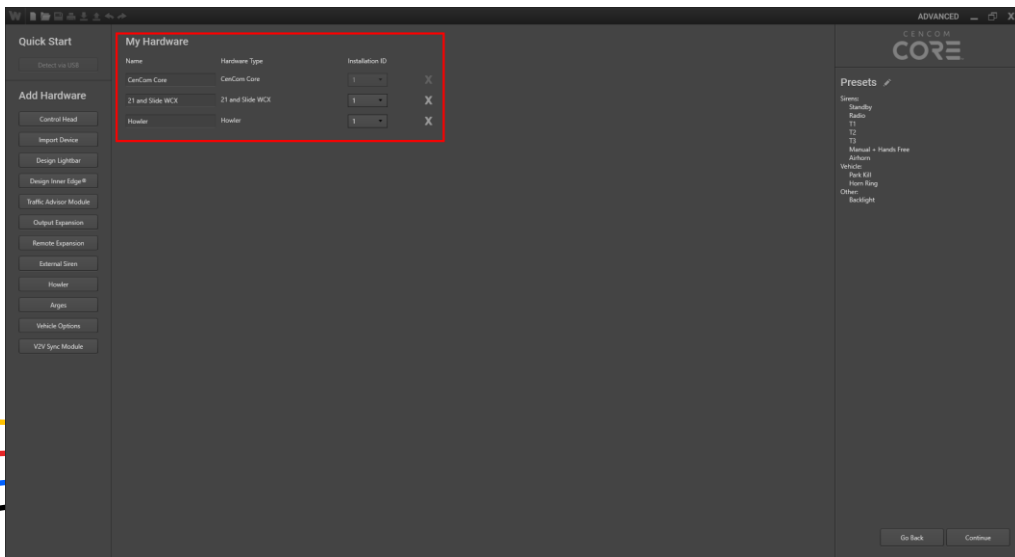 ADVANCED
Quick Start
Detect via USB
Add Hardware
Control Head
Import Device
Design Lightbar
Design Inner Edge®
Traffic Advisor Module
Output Expansion
Remote Expansion
External Siren
Howler
Arges
Vehicle Options
V2V Sync Module
My Hardware
Name Hardware Type Installation ID
CenCom Core CenCom Core 1 X
21 and Slide WCX 21 and Slide WCX 1 X
Howler Howler 1 X
CENCOM
CORE
Presets
Sirens:
Standby
Radio
T1
T2
T3
Manual + Hands Free
Airhorn
Vehicle:
Park Kill
Horn Ring
Other:
Backlight
Go Back Continue